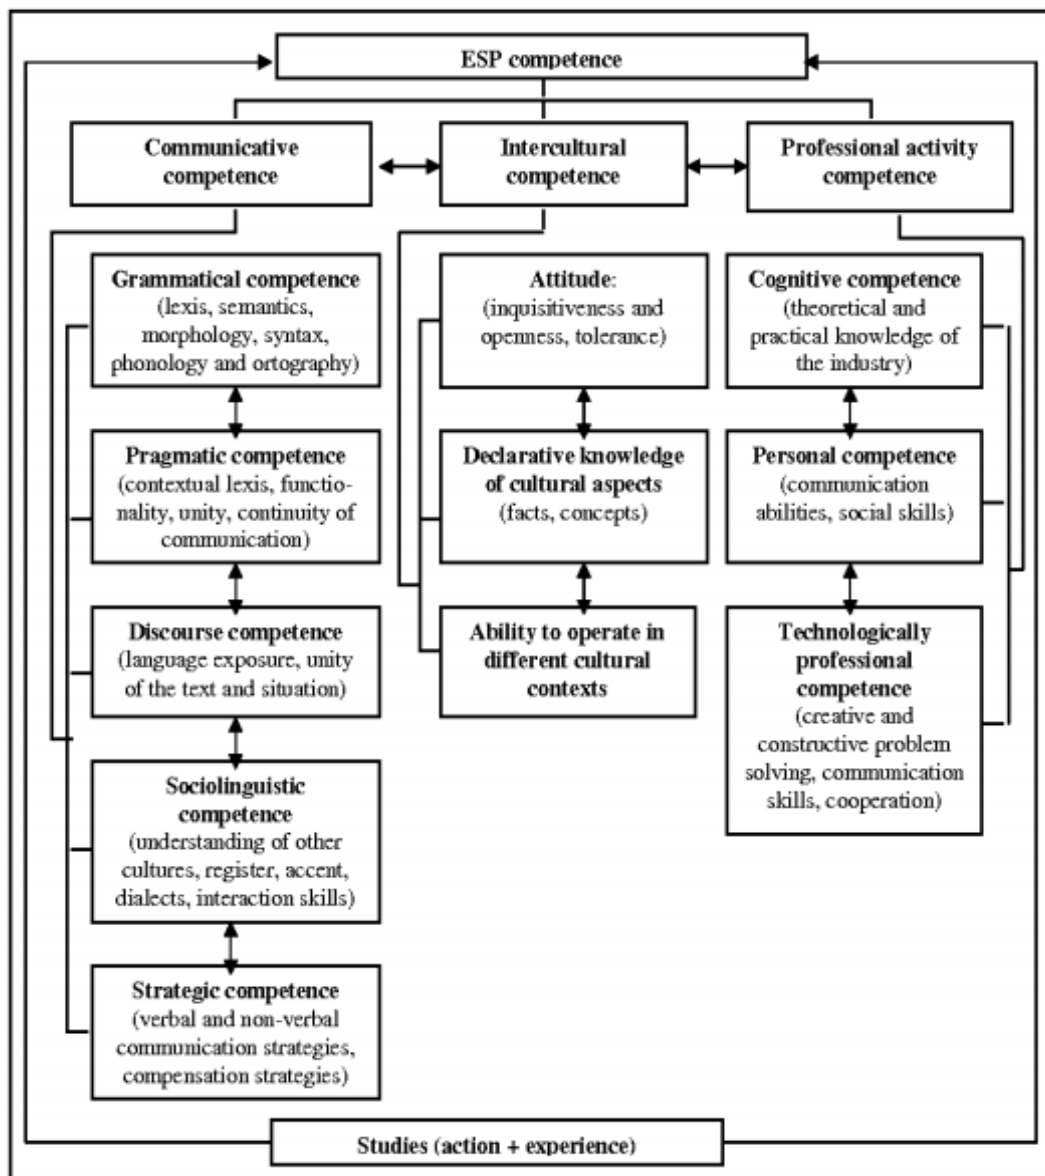 ESP competence
Communicative
competence
Intercultural
competence
Professional activity
competence
Grammatical competence
(lexis, semantics,
morphology, syntax,
phonology and ortography)
Pragmatic competence
(contextual lexis, functio-
nality, unity, continuity of
communication)
Discourse competence
(language exposure, unity
of the text and situation)
Sociolinguistic
competence
(understanding of other
cultures, register, accent,
dialects, interaction skills)
Strategic competence
(verbal and non-verbal
communication strategies,
compensation strategies)
Attitude:
(inquisitiveness and
openness, tolerance)
Declarative knowledge
of cultural aspects
(facts, concepts)
Ability to operate in
different cultural
contexts
Cognitive competence
(theoretical and
practical knowledge of
the industry)
Personal competence
(communication
abilities, social skills)
Technologically
professional
competence
(creative and
constructive problem
solving, communication
skills, cooperation)
Studies (action + experience)